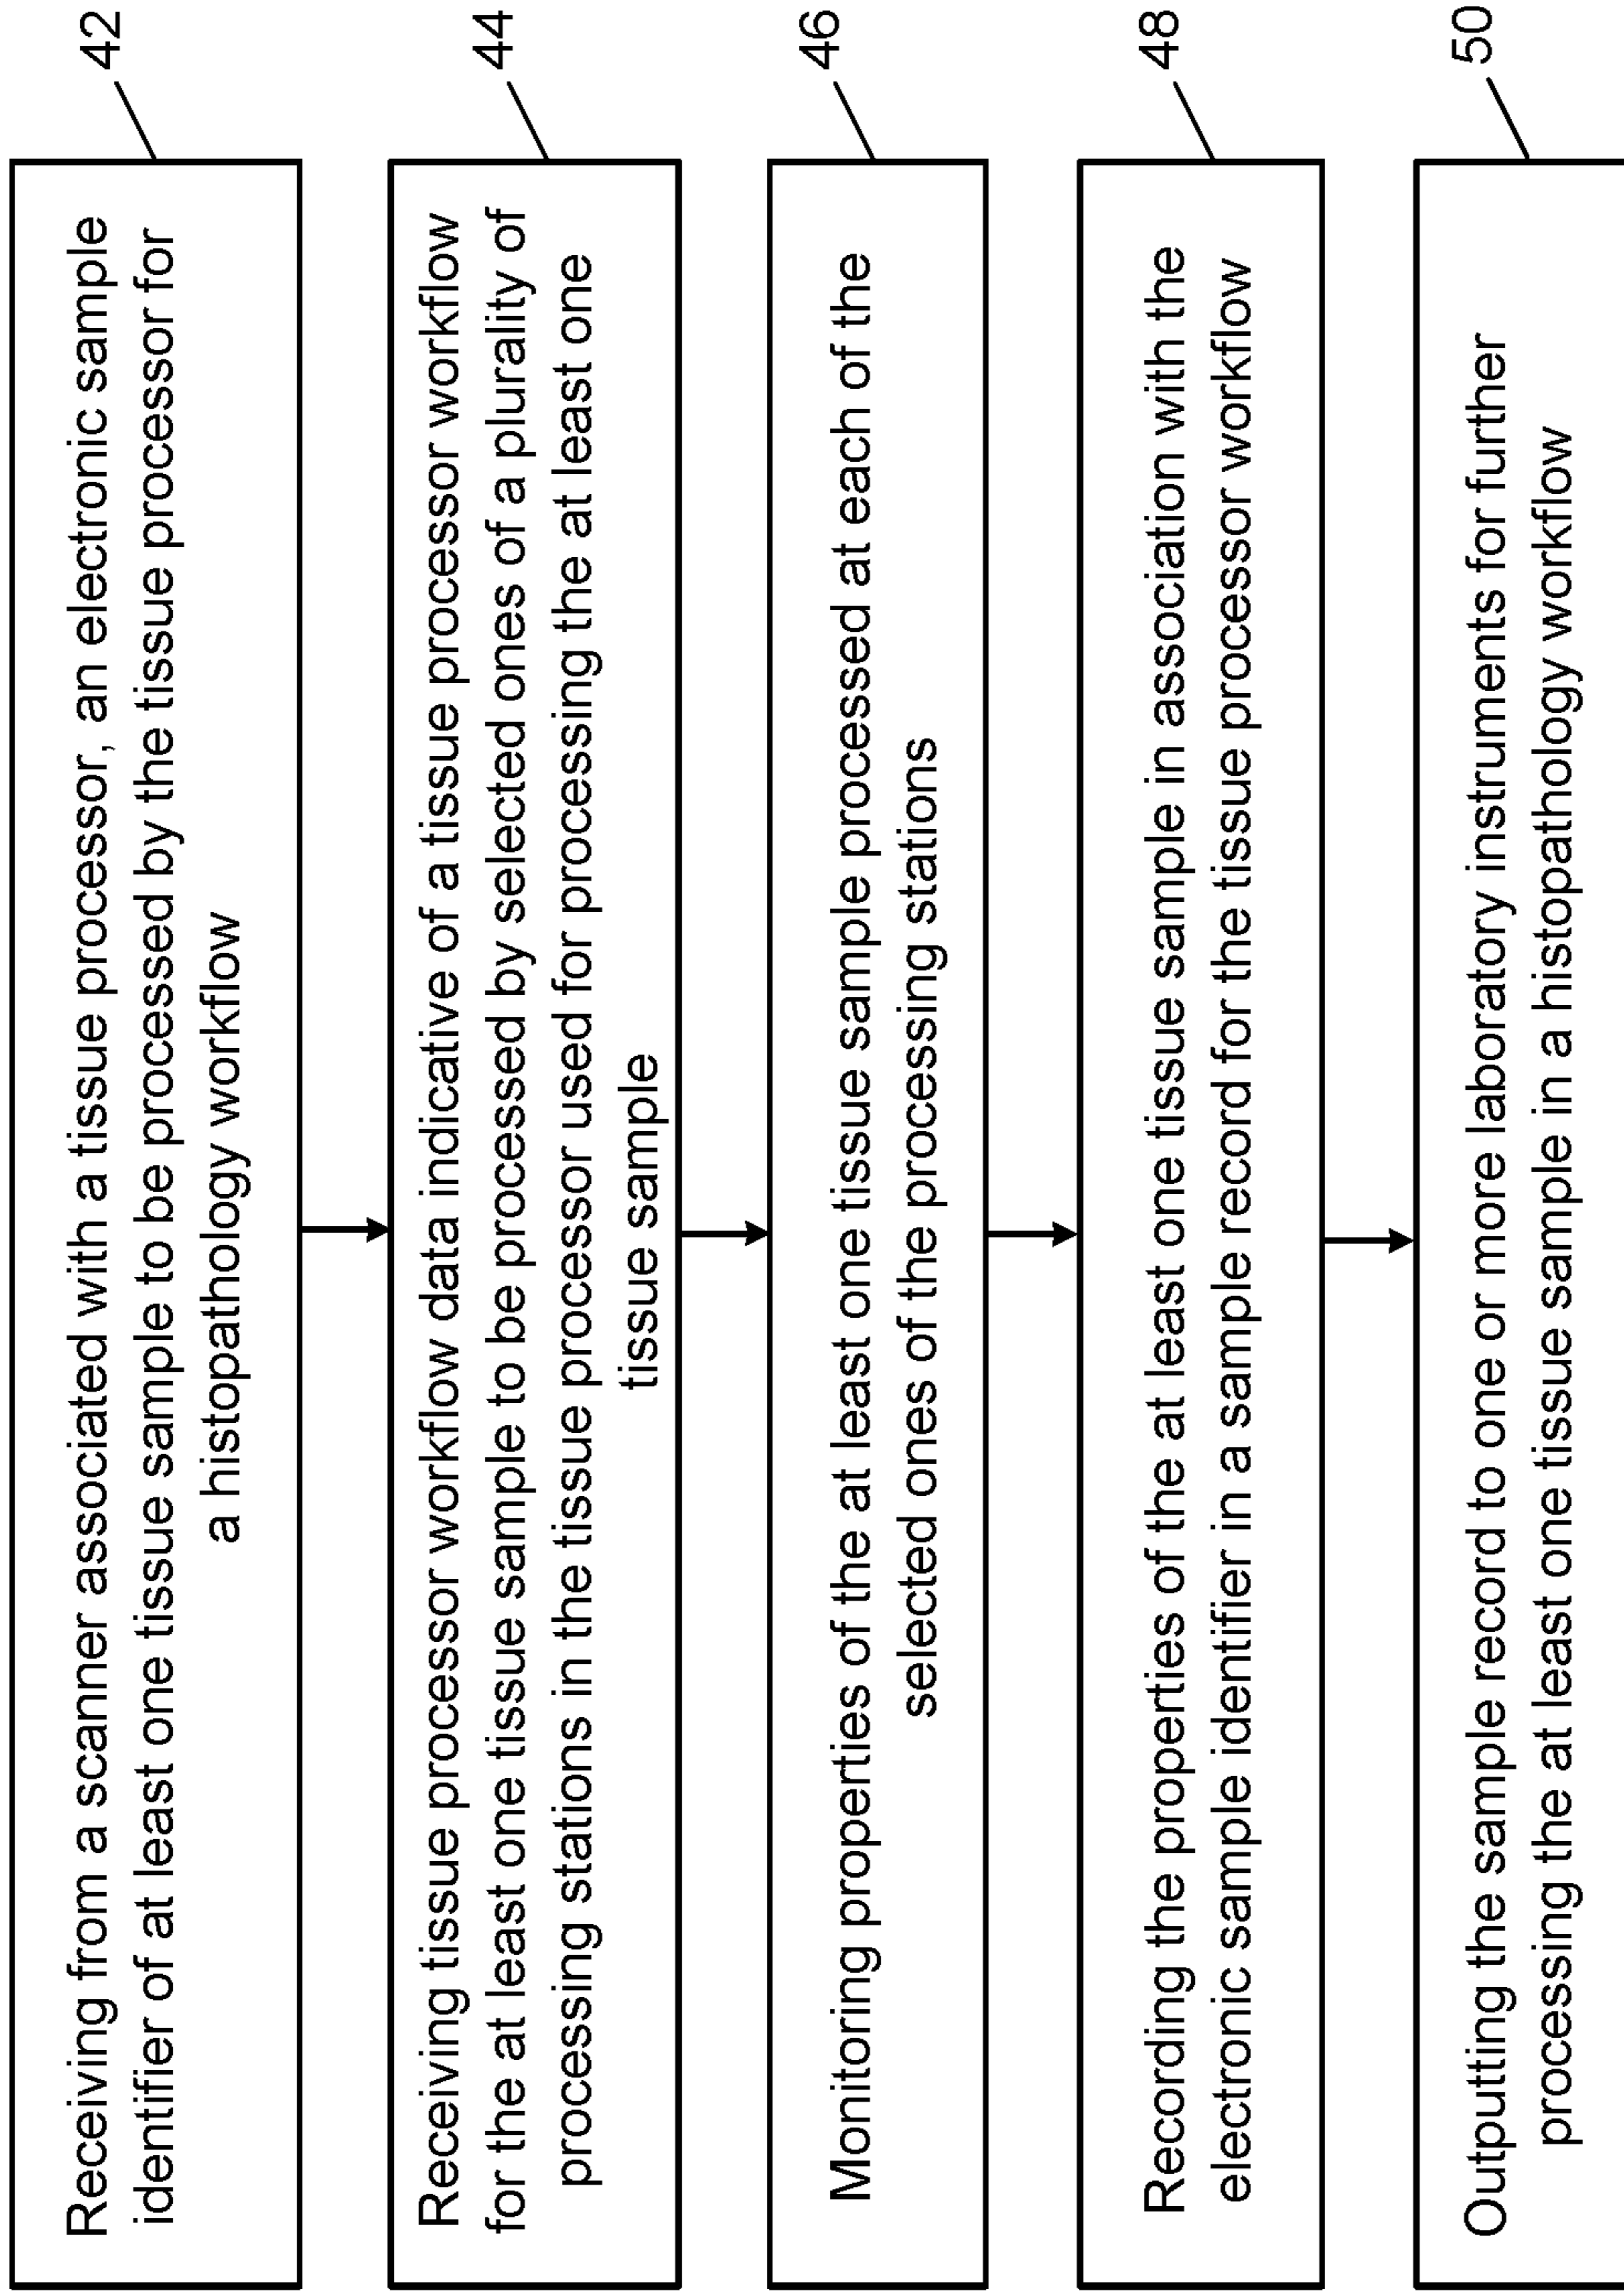 Receiving from a scanner associated with a tissue processor, an electronic sample
identifier of at least one tissue sample to be processed by the tissue processor for
a histopathology workflow
42
Receiving tissue processor workflow data indicative of a tissue processor workflow
for the at least one tissue sample to be processed by selected ones of a plurality of
processing stations in the tissue processor used for processing the at least one
tissue sample
44
Monitoring properties of the at least one tissue sample processed at each of the
selected ones of the processing stations
46
Recording the properties of the at least one tissue sample in association with the
electronic sample identifier in a sample record for the tissue processor workflow
48
Outputting the sample record to one or more laboratory instruments for further
processing the at least one tissue sample in a histopathology workflow
50